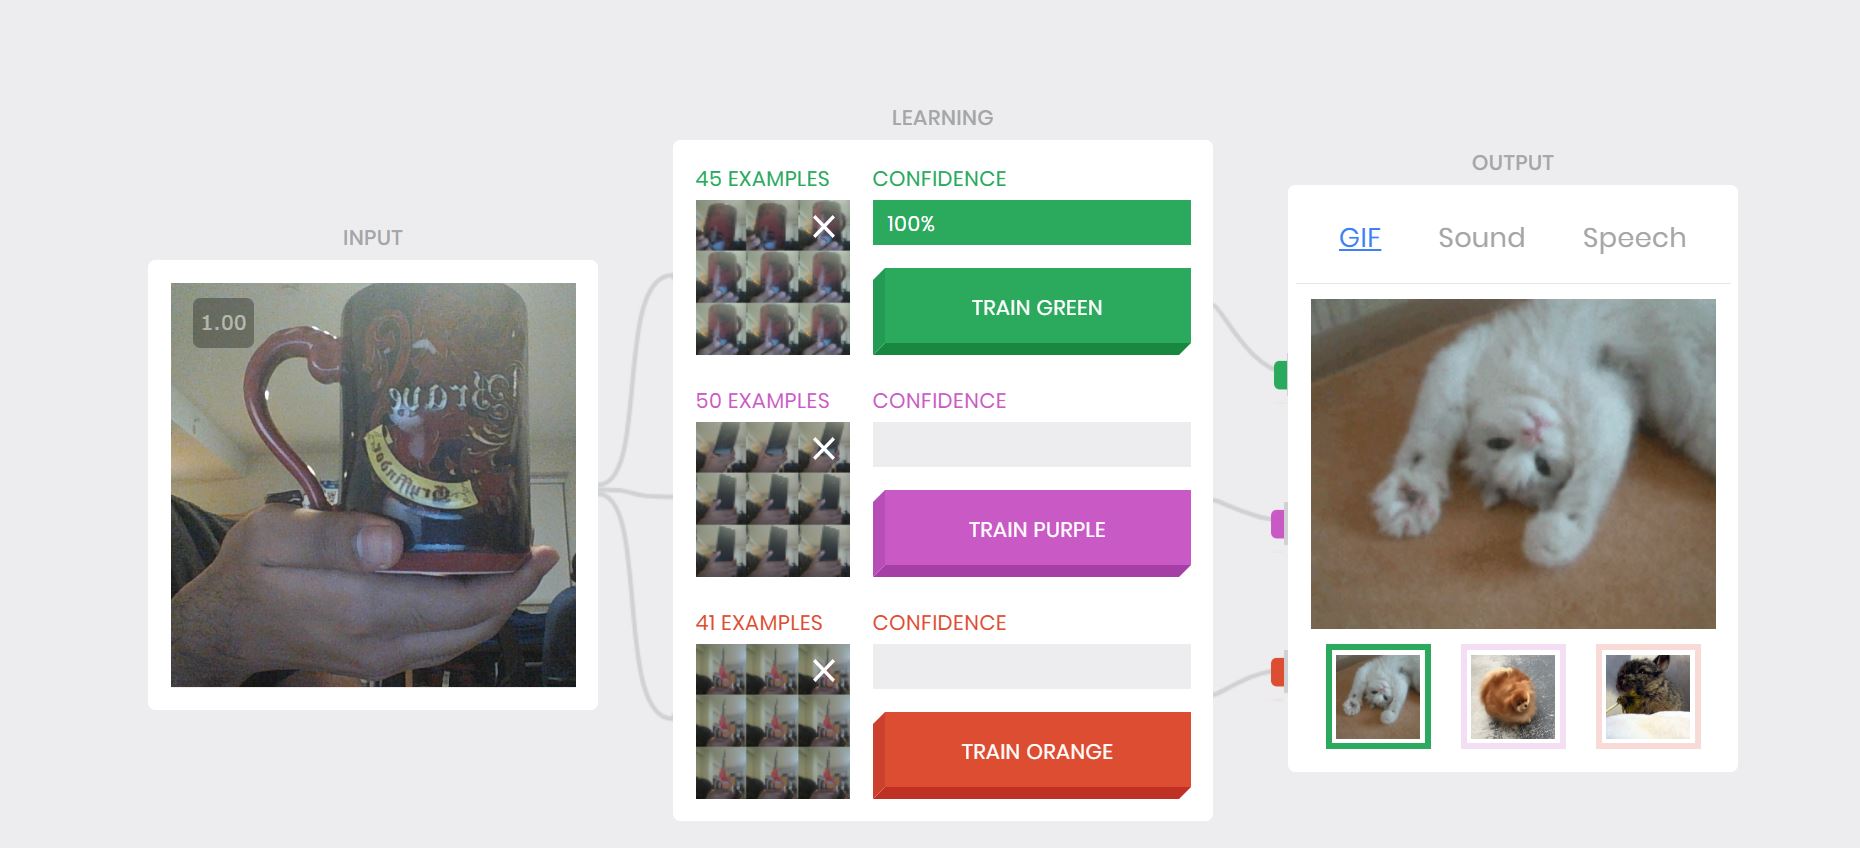 LEARNING
OUTPUT
INPUT
45 EXAMPLES
CONFIDENCE
100%
TRAIN GREEN
50 EXAMPLES
CONFIDENCE
TRAIN PURPLE
41 EXAMPLES
CONFIDENCE
TRAIN ORANGE
GIF
Sound
Speech
1.00
Brave